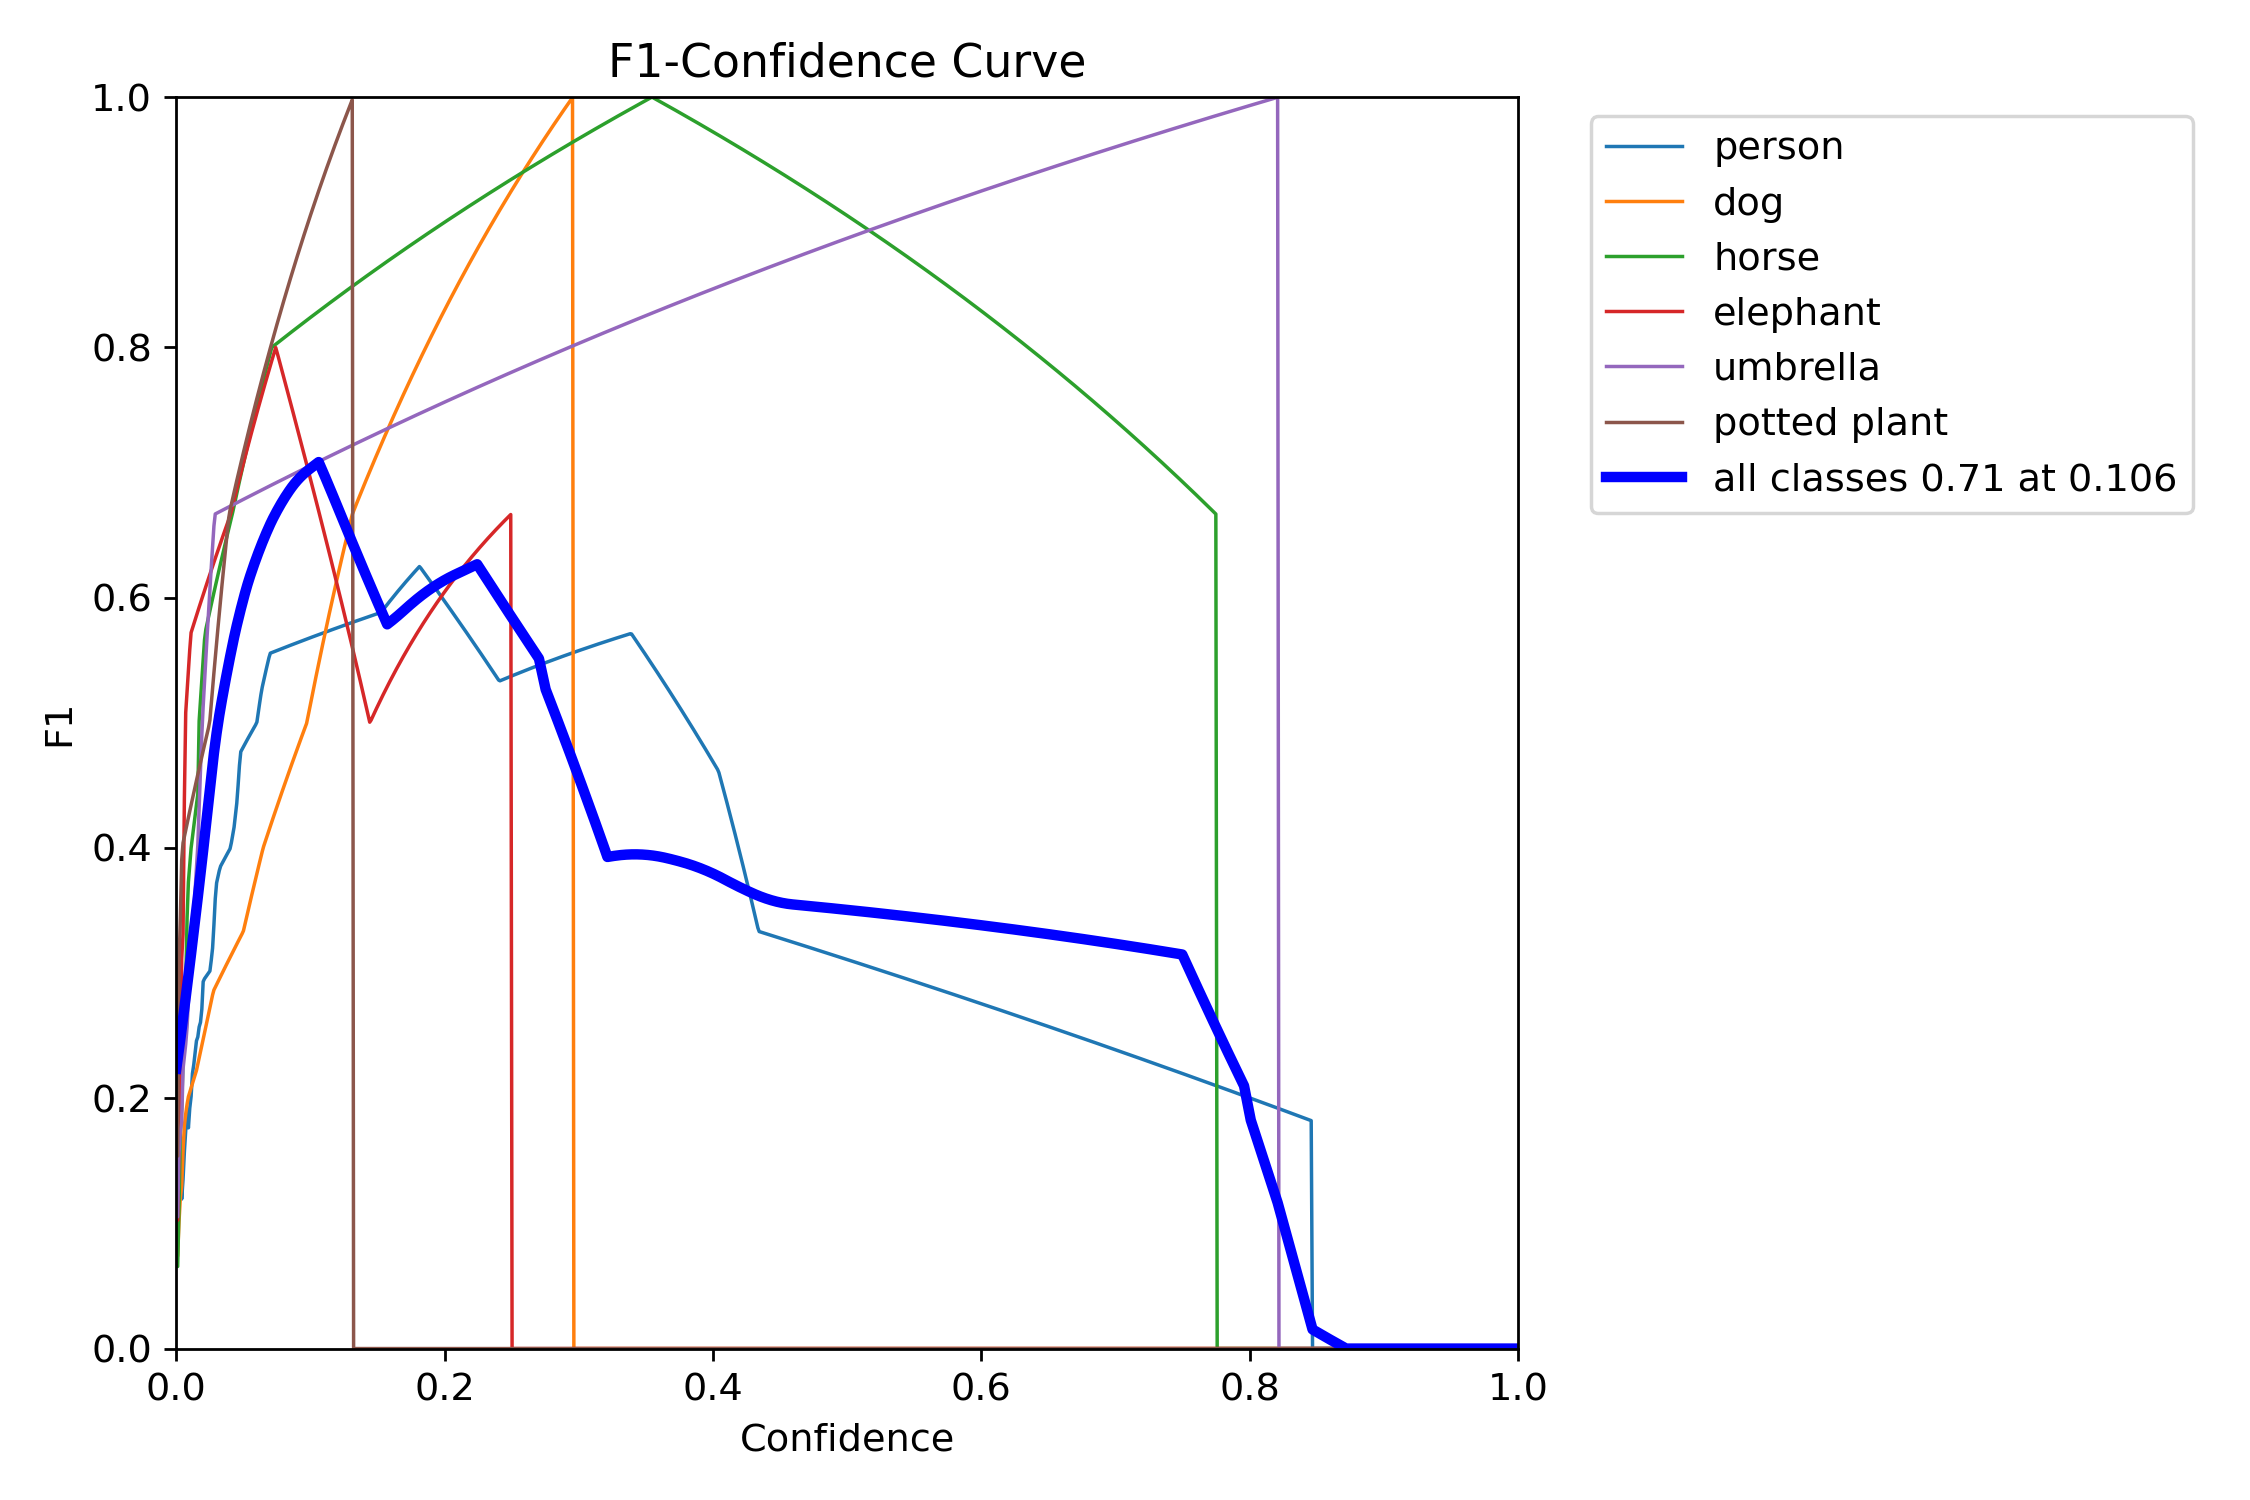 F1-Confidence Curve
1.0
0.8
0.6
0.4
0.2
0.0
F1
0.0 0.2 0.4 0.6 0.8 1.0
Confidence
person
dog
horse
elephant
umbrella
potted plant
all classes 0.71 at 0.106